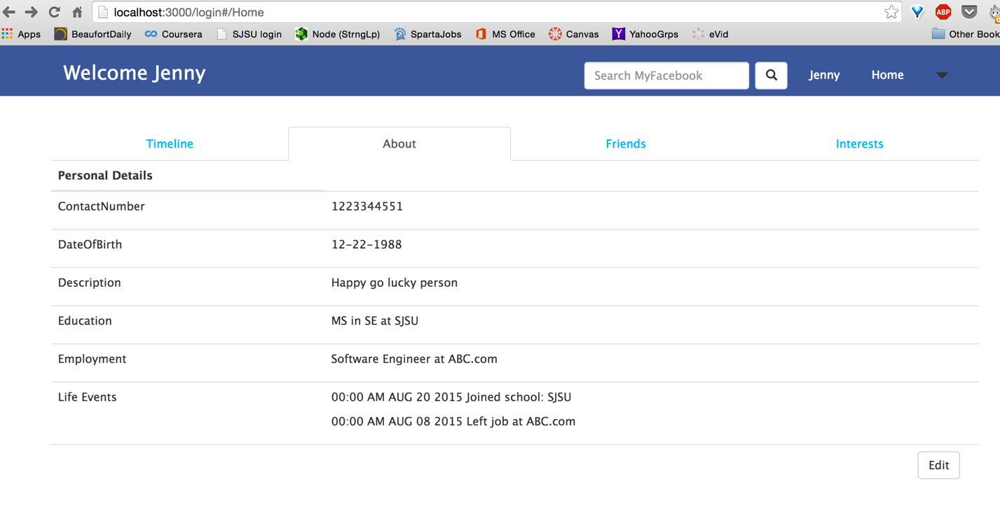 localhost:3000/login#/Home
ABP
Apps BeaufortDaily Coursera SJSU login Node (StrngLp) SpartaJobs MS Office Canvas YahooGrps eVid Other Book
Welcome Jenny Search MyFacebook Jenny Home
Timeline About Friends Interests
Personal Details
ContactNumber 1223344551
DateOfBirth 12-22-1988
Description Happy go lucky person
Education MS in SE at SJSU
Employment Software Engineer at ABC.com
Life Events 00:00 AM AUG 20 2015 Joined school: SJSU
00:00 AM AUG 08 2015 Left job at ABC.com
Edit